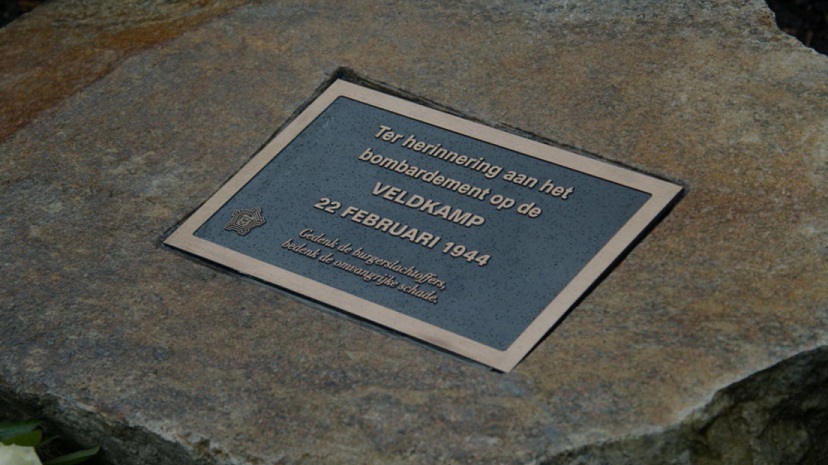 Ter herinnering aan het
bombardement op de
VELDKAMP
22 FEBRUARI 1944
Gedenk de burgerslachtoffers,
bedenk de omvangrijke schade.